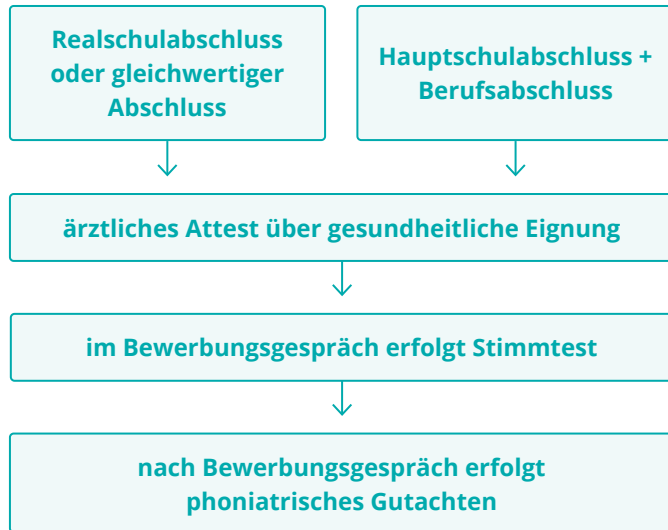 Realschulabschluss
oder gleichwertiger
Abschluss
Hauptschulabschluss +
Berufsabschluss
ärztliches Attest über gesundheitliche Eignung
im Bewerbungsgespräch erfolgt Stimmtest
nach Bewerbungsgespräch erfolgt
phoniatrisches Gutachten